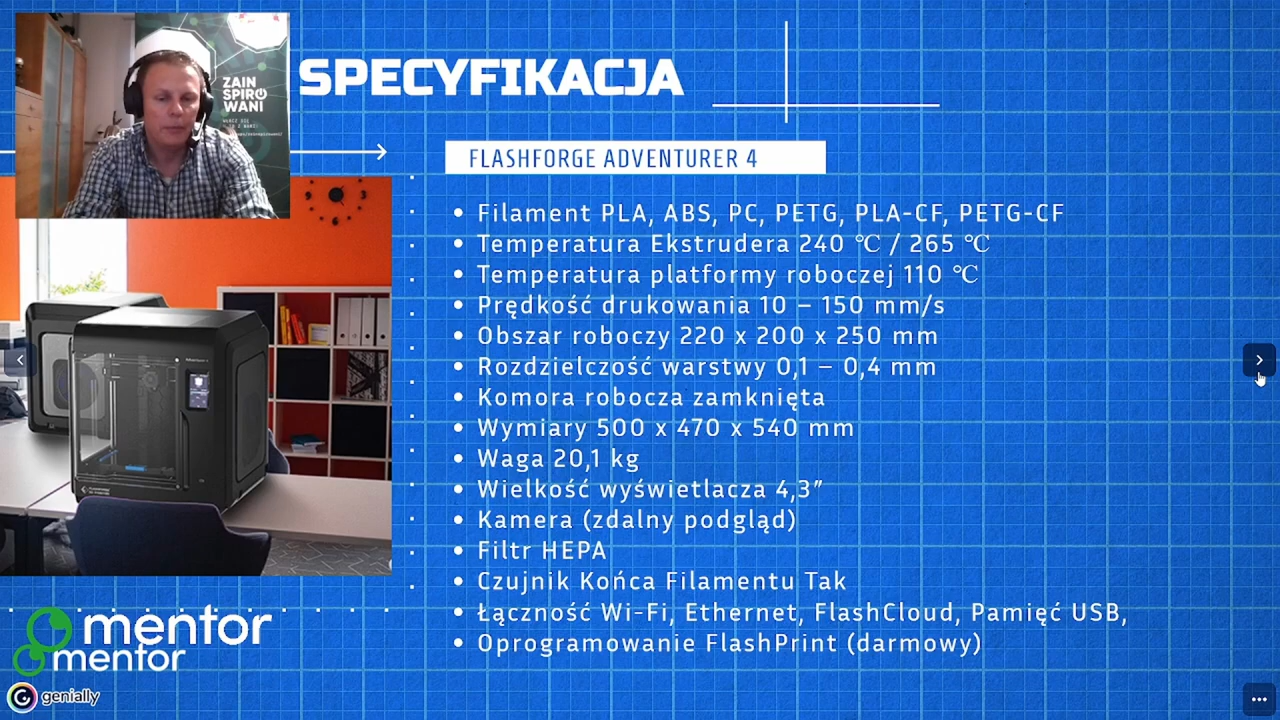 ZAIN
SPIRO
WANI
SPECYFIKACJA
FLASHFORGE ADVENTURER 4
• Filament PLA, ABS, PC, PETG, PLA-CF, PETG-CF
• Temperatura Ekstrudera 240 ℃ / 265 ℃
• Temperatura platformy roboczej 110 ℃
• Prędkość drukowania 10 – 150 mm/s
• Obszar roboczy 220 x 200 x 250 mm
• Rozdzielczość warstwy 0,1 – 0,4 mm
• Komora robocza zamknięta
• Wymiary 500 x 470 x 540 mm
• Waga 20,1 kg
• Wielkość wyświetlacza 4,3”
• Kamera (zdalny podgląd)
• Filtr HEPA
• Czujnik Końca Filamentu Tak
• Łączność Wi-Fi, Ethernet, FlashCloud, Pamięć USB,
• Oprogramowanie FlashPrint (darmowy)
mentor
mentor
genially